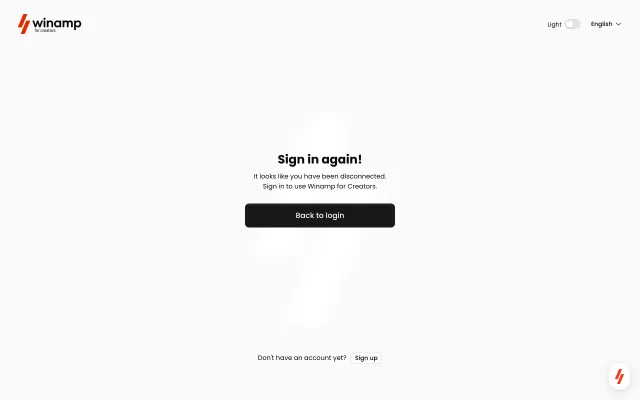 winamp
for creators
Light
English
Sign in again!
It looks like you have been disconnected.
Sign in to use Winamp for Creators.
Back to login
Don't have an account yet? Sign up